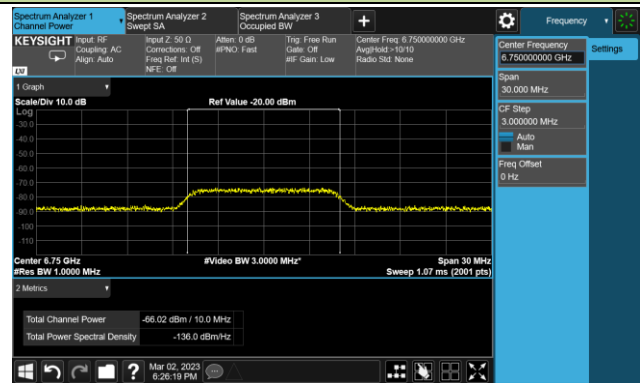 Spectrum Analyzer 1
Channel Power
Spectrum Analyzer 2
Swept SA
Spectrum Analyzer 3
Occupied BW
Frequency
KEYSIGHT
Input: RF
Coupling: AC
Align: Auto
Input Z: 50 Ω
Corrections: Off
Freq Ref: Int (S)
NFE: Off
Atten: 0 dB
#PNO: Fast
Trig: Free Run
Gate: Off
#IF Gain: Low
Center Freq: 6.750000000 GHz
Avg|Hold:>10/10
Radio Std: None
LXI
Center Frequency
6.750000000 GHz
Settings
Span
30.000 MHz
CF Step
3.000000 MHz
Auto
Man
Freq Offset
0 Hz
1 Graph
Scale/Div 10.0 dB
Ref Value -20.00 dBm
Log
-30.0
-40.0
-50.0
-60.0
-70.0
-80.0
-90.0
-100
-110
Center 6.75 GHz
#Video BW 3.0000 MHz*
Span 30 MHz
#Res BW 1.0000 MHz
Sweep 1.07 ms (2001 pts)
2 Metrics
Total Channel Power
-66.02 dBm / 10.0 MHz
Total Power Spectral Density
-136.0 dBm/Hz
?
Mar 02, 2023
6:26:19 PM